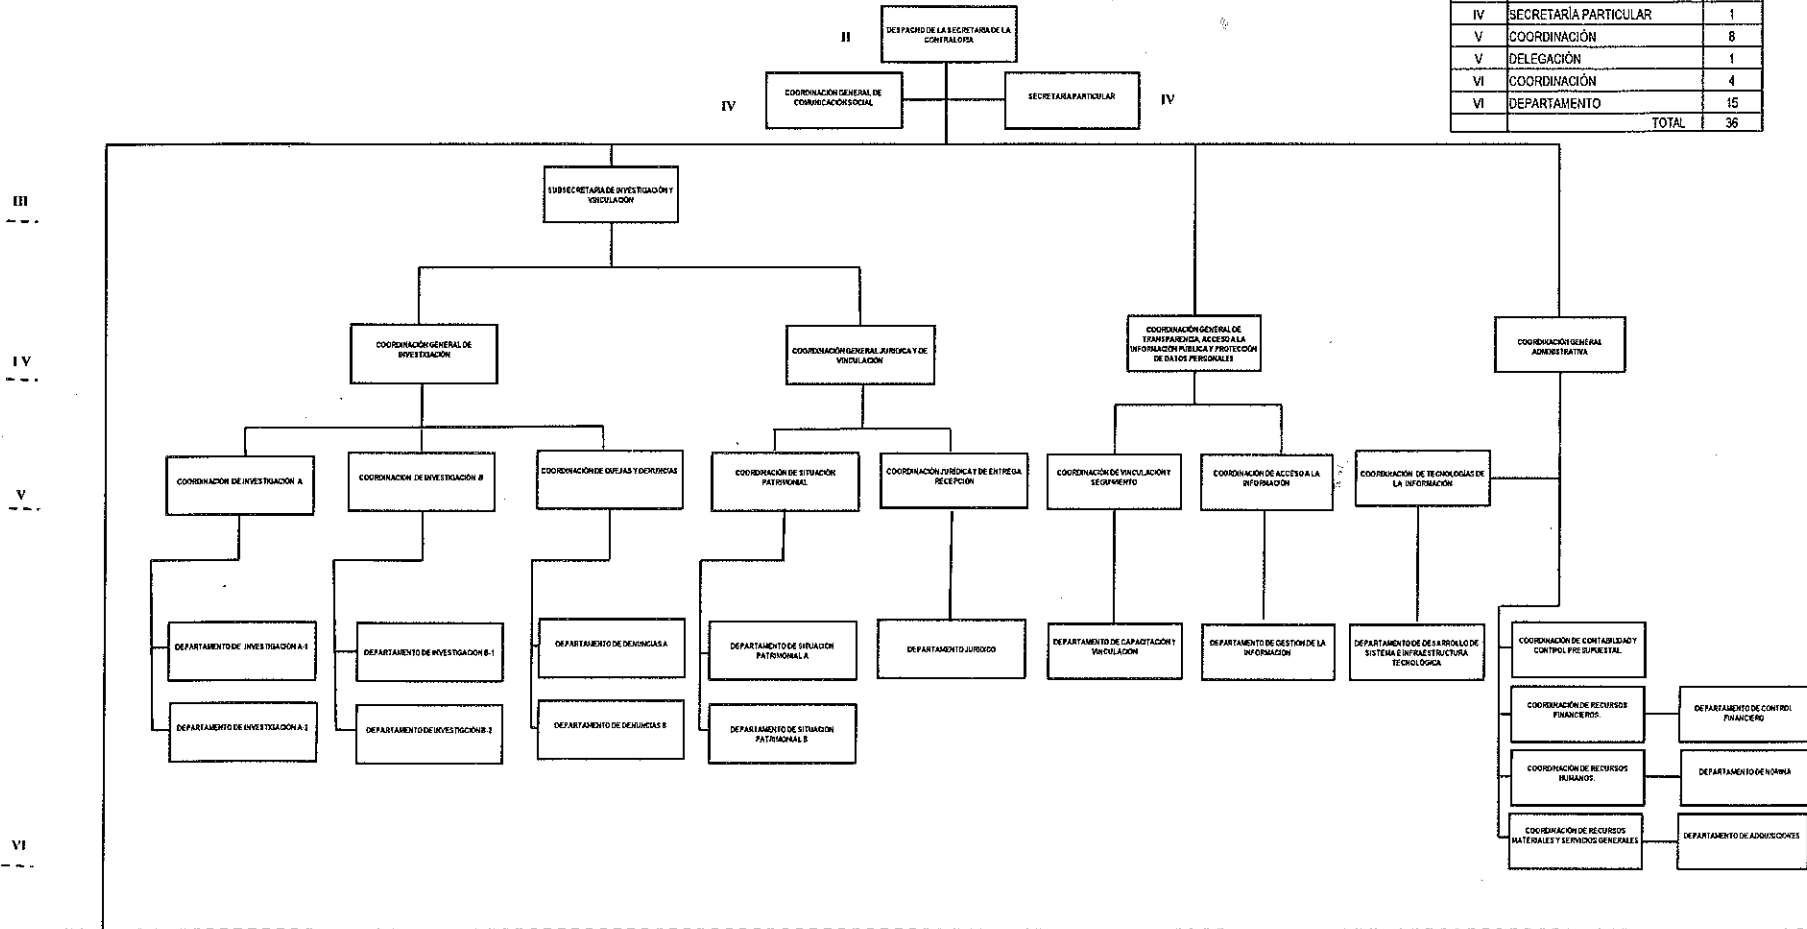 IV SECRETARÍA PARTICULAR 1
V COORDINACIÓN 8
V DELEGACIÓN 1
VI COORDINACIÓN 4
VI DEPARTAMENTO 15
TOTAL 36
II
DESPACHO DE LA SECRETARIA DE LA
CONTRALORIA
IV
COORDINACIÓN GENERAL DE
COMUNICACIÓN SOCIAL
SECRETARÍA PARTICULAR
IV
III
SUBSECRETARIA DE INVESTIGACIÓN Y
VINCULACIÓN
IV
COORDINACIÓN GENERAL DE
INVESTIGACIÓN
COORDINACIÓN GENERAL JURIDICA Y DE
VINCULACIÓN
COORDINACIÓN GENERAL DE
TRANSPARENCIA, ACCESO A LA
INFORMACIÓN PÚBLICA Y PROTECCIÓN
DE DATOS PERSONALES
COORDINACIÓN GENERAL
ADMINISTRATIVA
V
COORDINACIÓN DE INVESTIGACIÓN A
COORDINACION DE INVESTIGACIÓN B
COORDINACIÓN DE QUEJAS Y DENUNCIAS
COORDINACIÓN DE SITUACIÓN
PATRIMONIAL
COORDINACIÓN JURÍDICA Y DE ENTREGA
RECEPCIÓN
COORDINACIÓN DE VINCULACIÓN Y
SEGUIMIENTO
COORDINACIÓN DE ACCESO A LA
INFORMACIÓN
COORDINACIÓN DE TECNOLOGÍAS DE
LA INFORMACIÓN
DEPARTAMENTO DE INVESTIGACIÓN A-1
DEPARTAMENTO DE INVESTIGACION B-1
DEPARTAMENTO DE DENUNCIAS A
DEPARTAMENTO DE SITUACION
PATRIMONIAL A
DEPARTAMENTO JURIDICO
DEPARTAMENTO DE CAPACITACIÓN Y
VINCULACIÓN
DEPARTAMENTO DE GESTION DE LA
INFORMACIÓN
DEPARTAMENTO DE DESARROLLO DE
SISTEMA E INFRAESTRUCTURA
TECNOLÓGICA
COORDINACIÓN DE CONTABILIDAD Y
CONTROL PRESUPUESTAL
DEPARTAMENTO DE INVESTIGACIÓN A-2
DEPARTAMENTO DE INVESTIGCIÓN B-2
DEPARTAMENTO DE DENUNCIAS B
DEPARTAMENTO DE SITUACION
PATRIMONIAL B
COORDINACIÓN DE RECURSOS
FINANCIEROS.
DEPARTAMENTO DE CONTROL
FINANCIERO
COORDINACIÓN DE RECURSOS
HUMANOS.
DEPARTAMENTO DE NOMINA
VI
COORDINACIÓN DE RECURSOS
MATERIALES Y SERVICIOS GENERALES
DEPARTAMENTO DE ADQUISICIONES